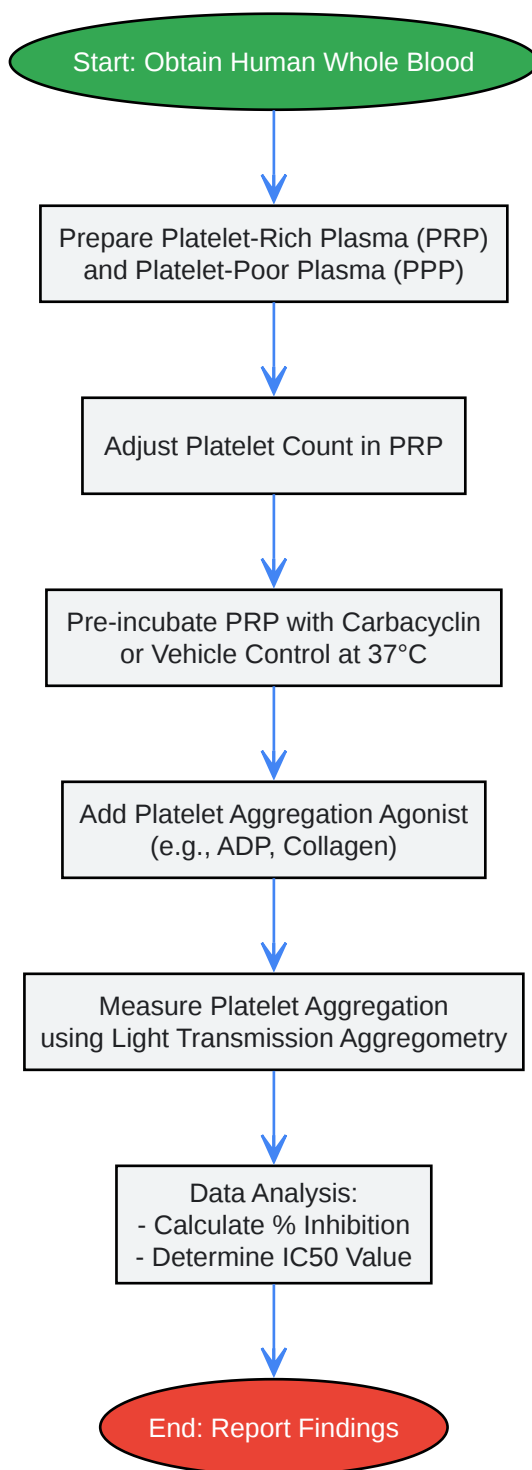 Start: Obtain Human Whole Blood
Prepare Platelet-Rich Plasma (PRP)
and Platelet-Poor Plasma (PPP)
Adjust Platelet Count in PRP
Pre-incubate PRP with Carbacyclin
or Vehicle Control at 37°C
Add Platelet Aggregation Agonist
(e.g., ADP, Collagen)
Measure Platelet Aggregation
using Light Transmission Aggregometry
Data Analysis:
- Calculate % Inhibition
- Determine IC50 Value
End: Report Findings